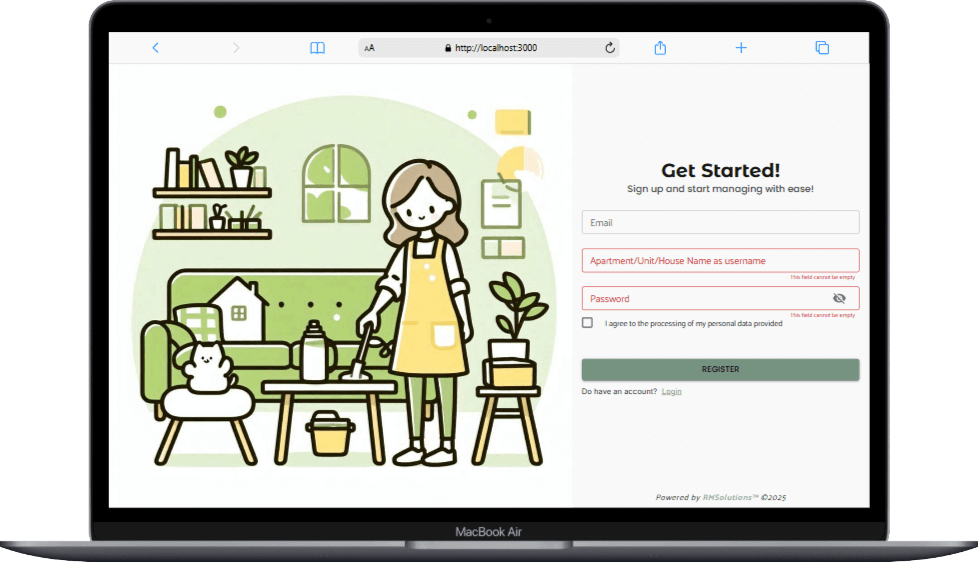 AA
http://localhost:3000
Get Started!
Sign up and start managing with ease!
Email
Apartment/Unit/House Name as username
This field cannot be empty
Password
This field cannot be empty
I agree to the processing of my personal data provided
REGISTER
Do have an account? Login
Powered by RMSolutions™ ©2025
MacBook Air